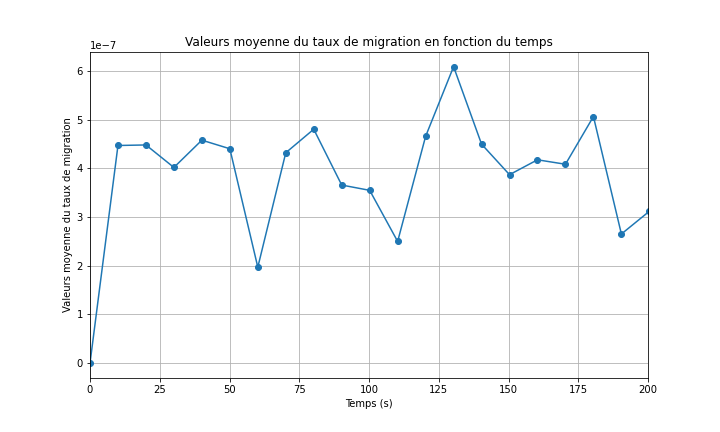 Valeurs moyenne du taux de migration en fonction du temps
1e−7
6
5
4
3
2
1
0
Valeurs moyenne du taux de migration
0 25 50 75 100 125 150 175 200
Temps (s)